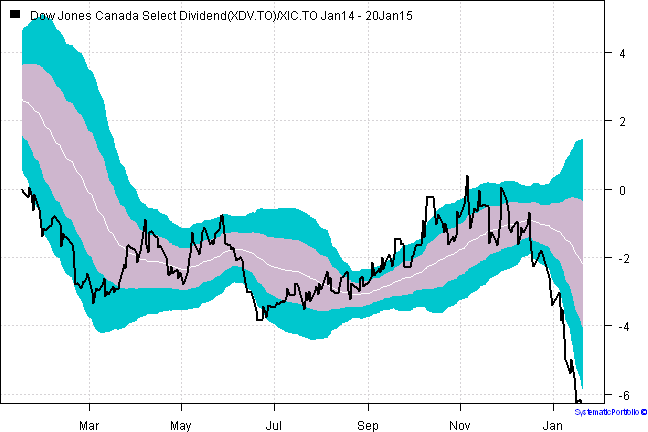 Dow Jones Canada Select Dividend(XDV.TO)/XIC.TO Jan14 - 20Jan15
4
2
0
-2
-4
-6
Mar
May
Jul
Sep
Nov
Jan
SystematicPortfolio ©